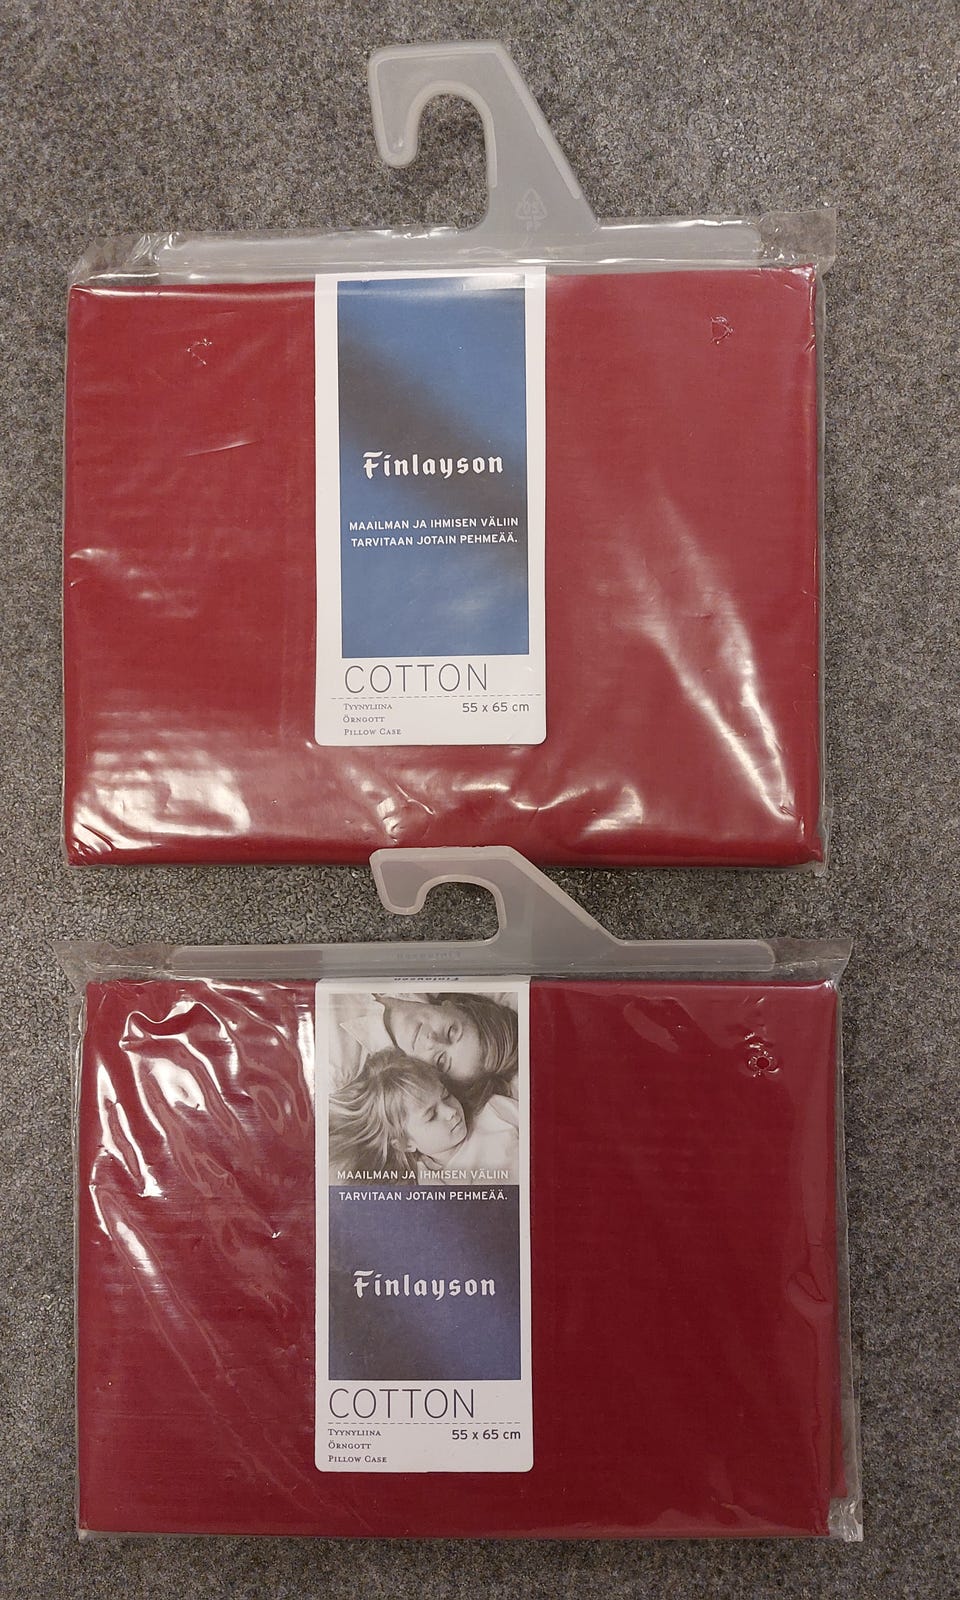 Finlayson
MAAILMAN JA IHMISEN VÄLIIN
TARVITAAN JOTAIN PEHMEÄÄ.
COTTON
TYYNYLIINA 55 x 65 cm
ÖRNGOTT
PILLOW CASE
Finlayson
MAAILMAN JA IHMISEN VÄLIIN
TARVITAAN JOTAIN PEHMEÄÄ.
Finlayson
COTTON
TYYNYLIINA 55 x 65 cm
ÖRNGOTT
PILLOW CASE